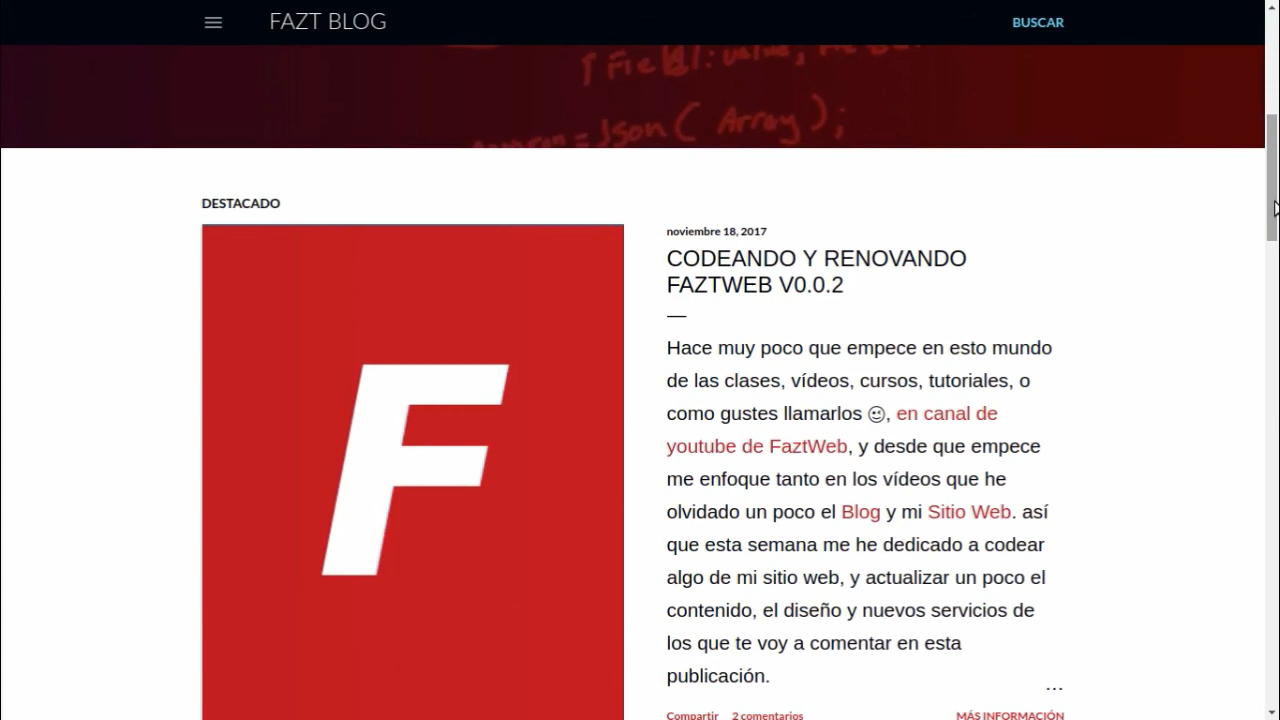 FAZT BLOG
BUSCAR
Json ( Array );
DESTACADO
F
noviembre 18, 2017
CODEANDO Y RENOVANDO
FAZTWEB V0.0.2
—
Hace muy poco que empece en esto mundo
de las clases, vídeos, cursos, tutoriales, o
como gustes llamarlos 😉, en canal de
youtube de FaztWeb, y desde que empece
me enfoque tanto en los vídeos que he
olvidado un poco el Blog y mi Sitio Web. así
que esta semana me he dedicado a codear
algo de mi sitio web, y actualizar un poco el
contenido, el diseño y nuevos servicios de
los que te voy a comentar en esta
publicación.
...
Compartir 2 comentarios MÁS INFORMACIÓN